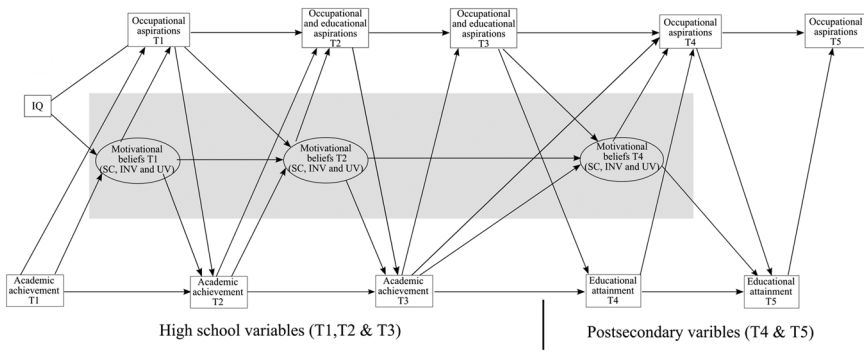 Occupational
aspirations
T1
Occupational
and educational
aspirations
T2
Occupational
and educational
aspirations
T3
Occupational
aspirations
T4
Occupational
aspirations
T5
IQ
Motivational
beliefs T1
(SC, INV and UV)
Motivational
beliefs T2
(SC, INV and UV)
Motivational
beliefs T4
(SC, INV and UV)
Academic
achievement
T1
Academic
achievement
T2
Academic
achievement
T3
Educational
attainment
T4
Educational
attainment
T5
High school variables (T1,T2 & T3)
Postsecondary varibles (T4 & T5)